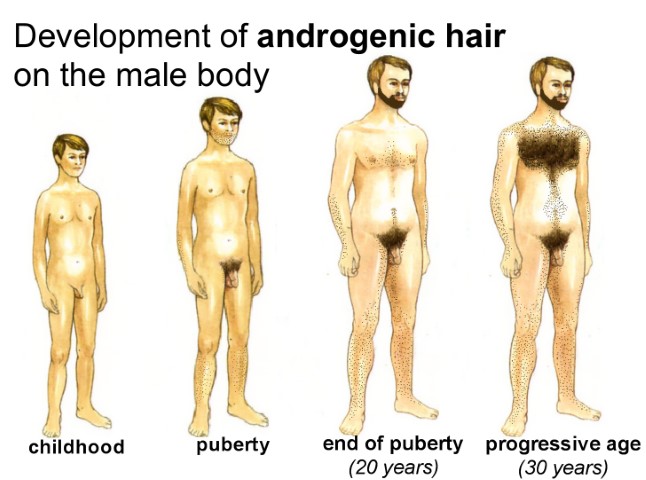 Development of androgenic hair
on the male body
childhood
puberty
end of puberty
(20 years)
progressive age
(30 years)